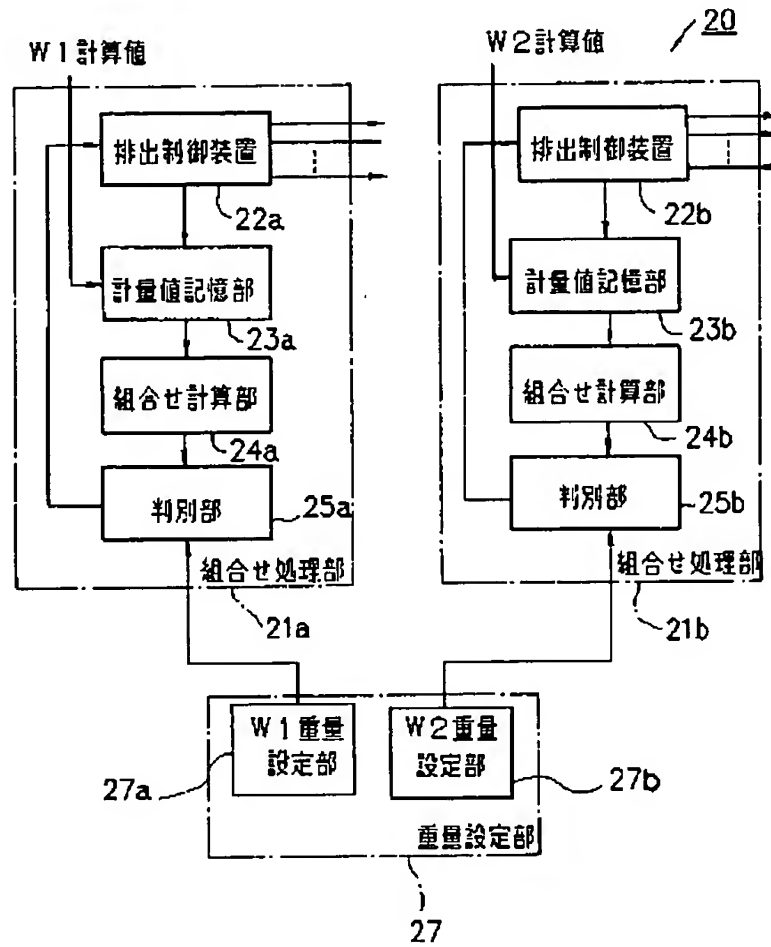 20
W1計算値
W2計算値
排出制御装置
22a
計量値記憶部
23a
組合せ計算部
24a
判別部
25a
組合せ処理部
21a
排出制御装置
22b
計量値記憶部
23b
組合せ計算部
24b
判別部
25b
組合せ処理部
21b
W1重量
設定部
27a
W2重量
設定部
27b
重量設定部
27